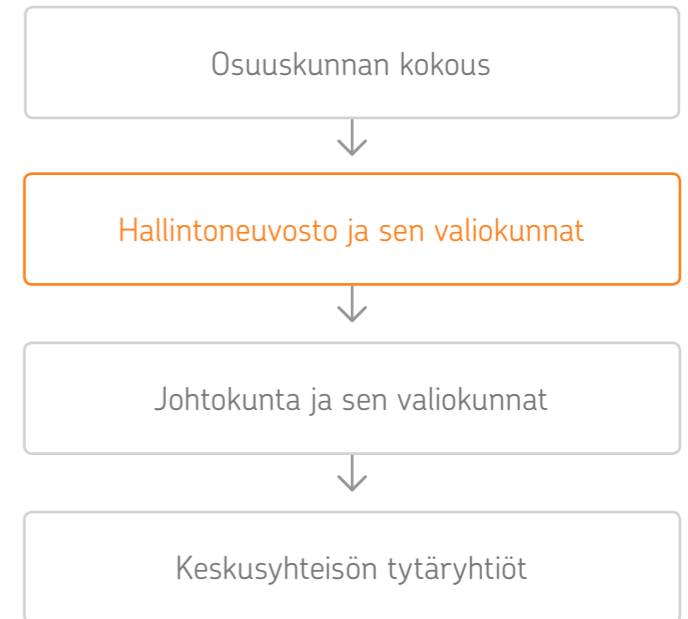 Osuuskunnan kokous
Hallintoneuvosto ja sen valiokunnat
Johtokunta ja sen valiokunnat
Keskusyhteisön tytäryhtiöt